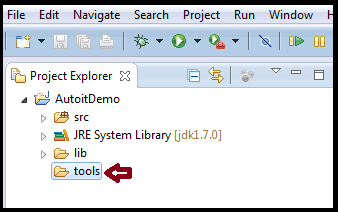 File Edit Navigate Search Project Run Window H
Project Explorer
AutoitDemo
src
JRE System Library [jdk1.7.0]
lib
tools